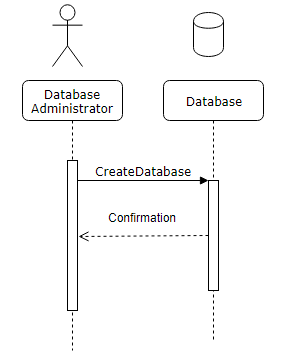 Database
Administrator
Database
CreateDatabase
Confirmation